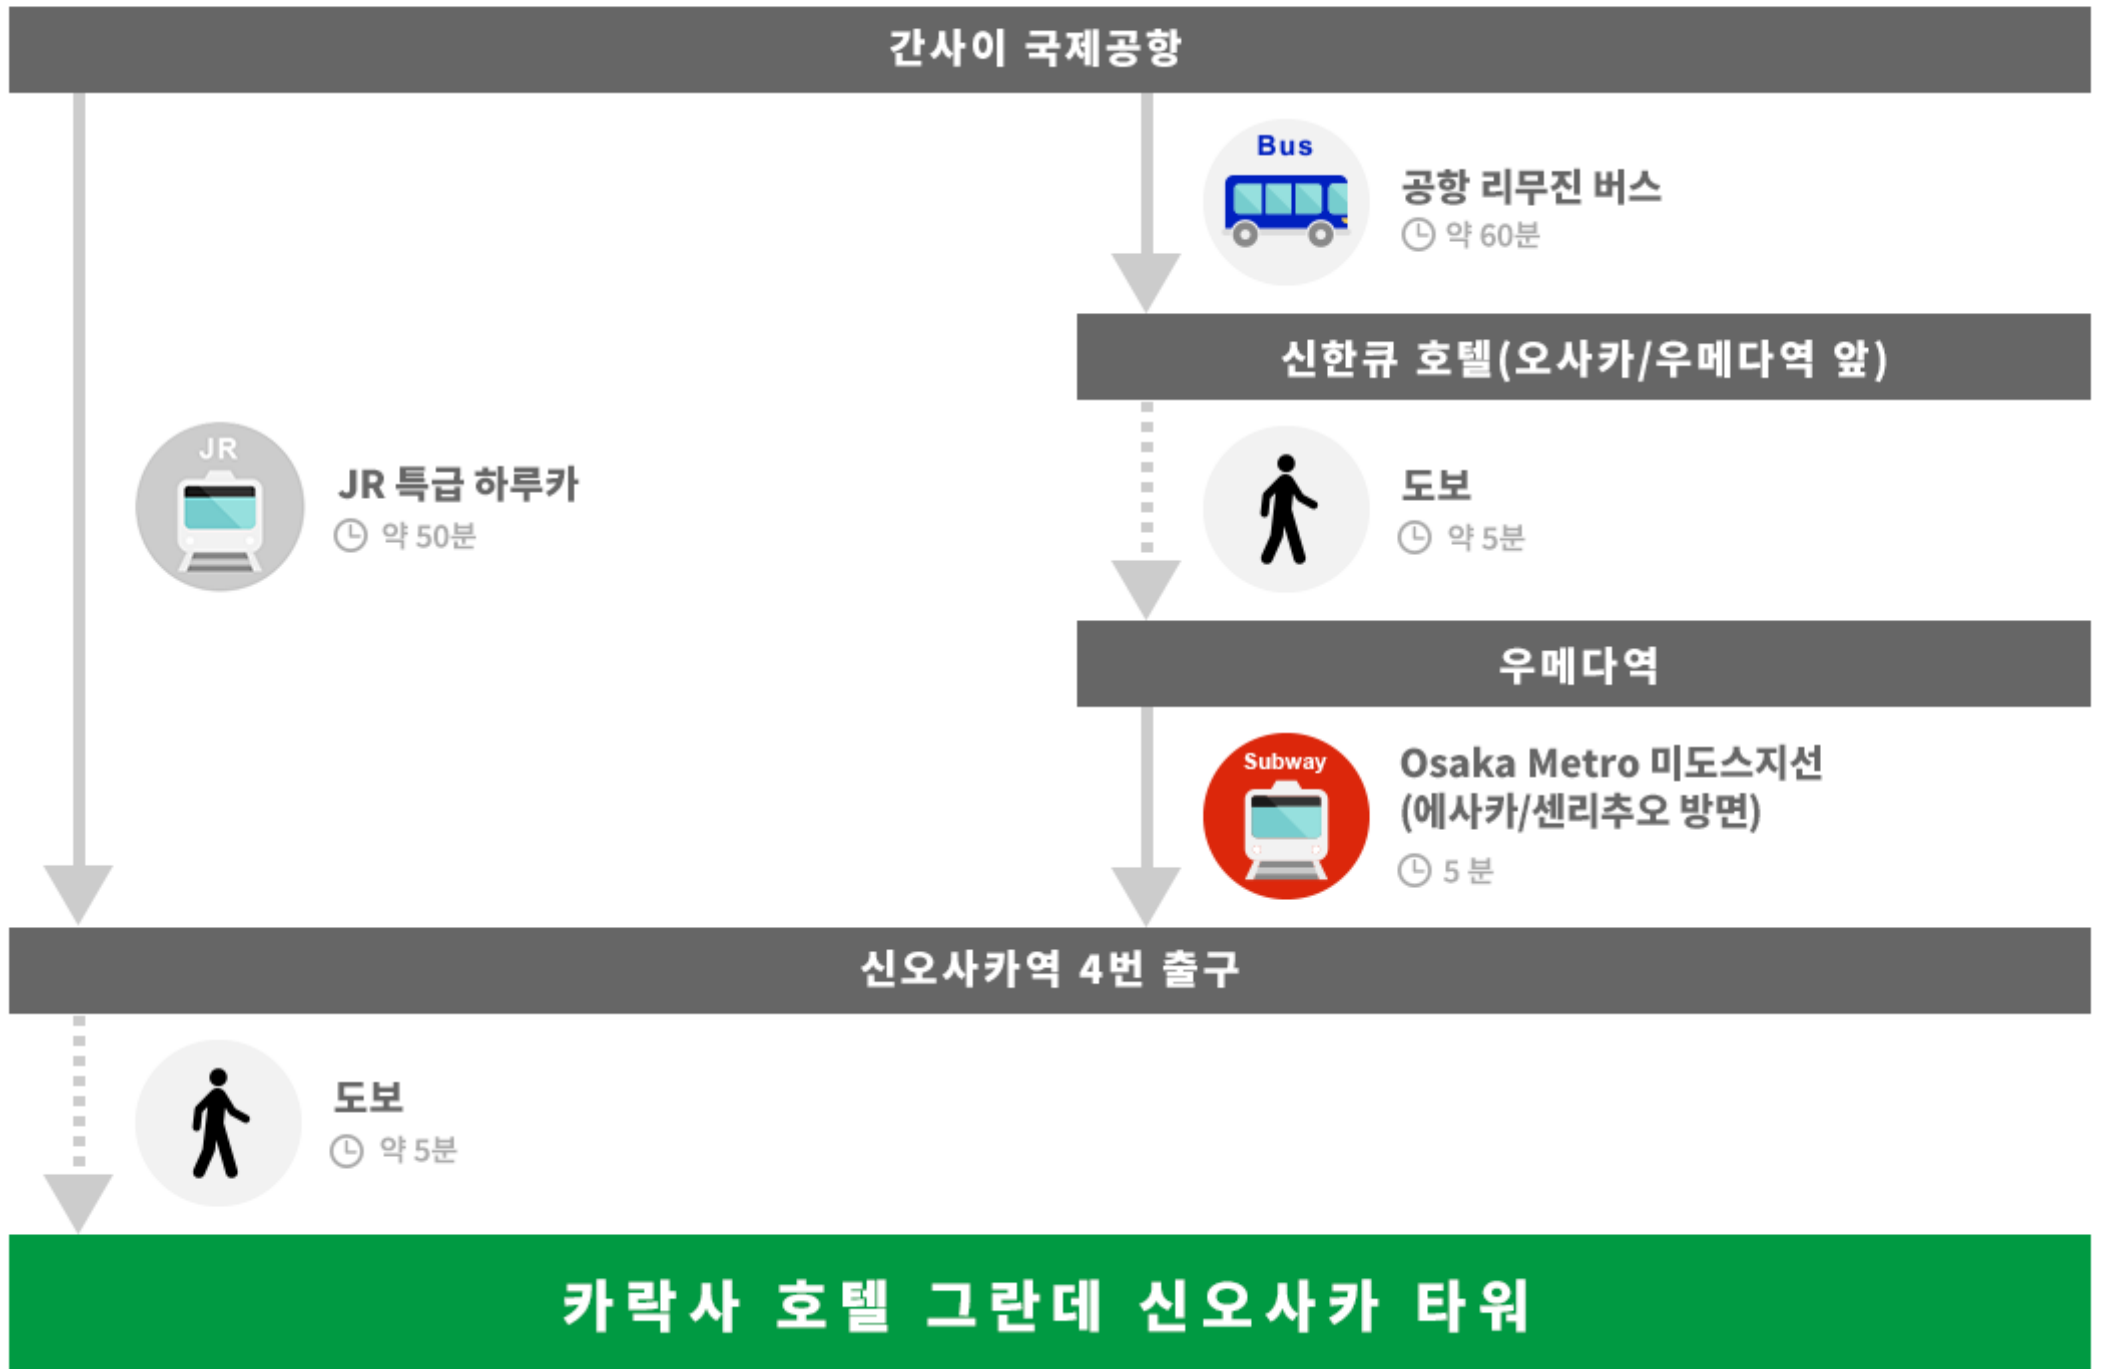 간사이 국제공항
Bus
공항 리무진 버스
약 60분
신한큐 호텔(오사카/우메다역 앞)
JR
JR 특급 하루카
약 50분
도보
약 5분
우메다역
Subway
Osaka Metro 미도스지선
(에사카/센리추오 방면)
5 분
신오사카역 4번 출구
도보
약 5분
카락사 호텔 그란데 신오사카 타워